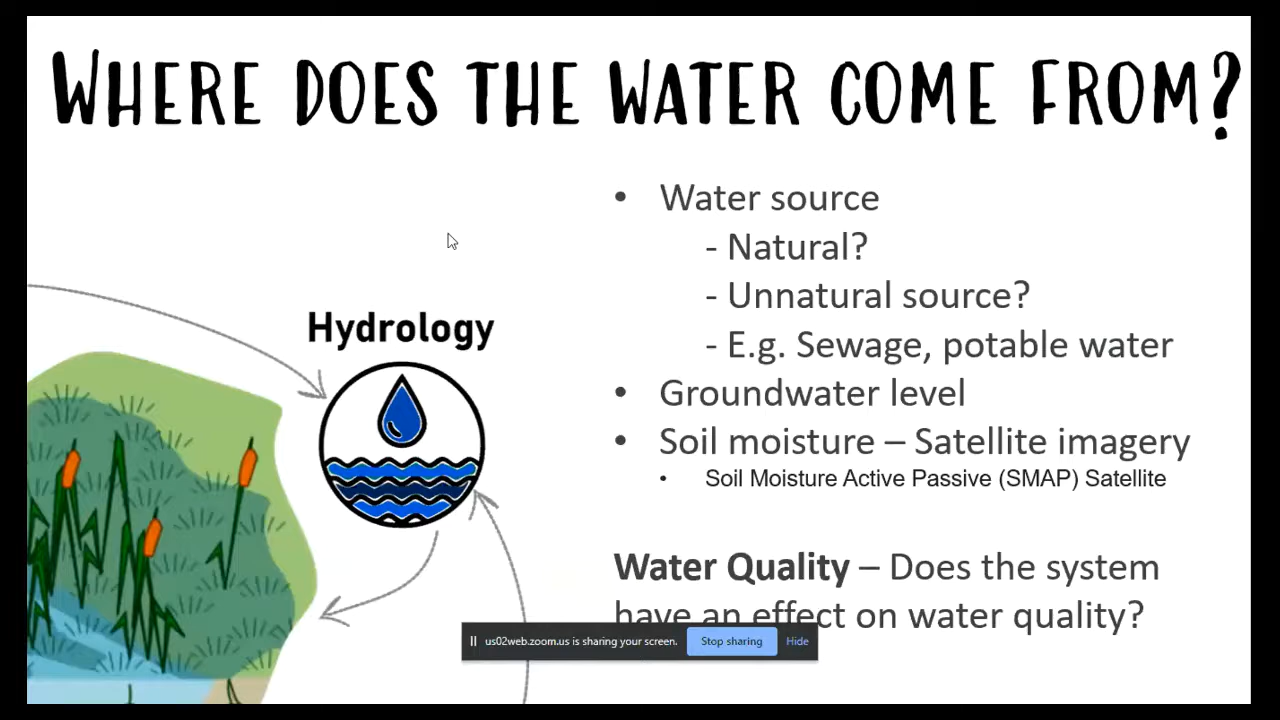 WHERE DOES THE WATER COME FROM?
• Water source
- Natural?
- Unnatural source?
- E.g. Sewage, potable water
• Groundwater level
• Soil moisture – Satellite imagery
• Soil Moisture Active Passive (SMAP) Satellite
Hydrology
Water Quality – Does the system
have an effect on water quality?
us02web.zoom.us is sharing your screen. Stop sharing Hide